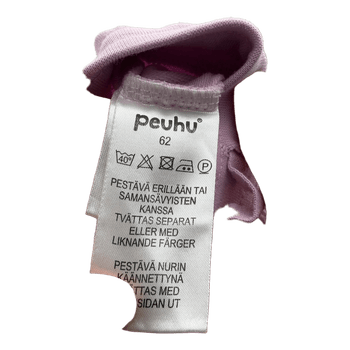 peuhu
62
40° P
PESTÄVÄ ERILLÄÄN TAI
SAMANSÄVYISTEN
KANSSA
TVÄTTAS SEPARAT
ELLER MED
LIKNANDE FÄRGER
PESTÄVÄ NURIN
KÄÄNNETTYNÄ
MED
SIDAN UT